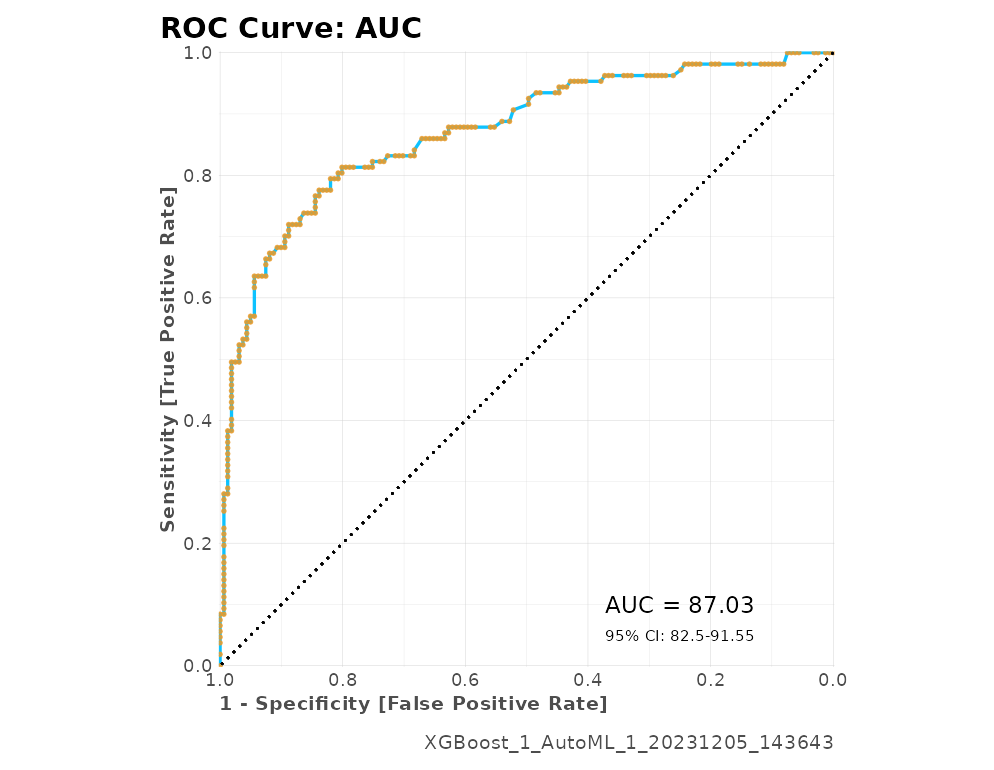 ROC Curve: AUC
Sensitivity [True Positive Rate]
1.0
0.8
0.6
0.4
0.2
0.0
AUC = 87.03
95% CI: 82.5-91.55
1.0 0.8 0.6 0.4 0.2 0.0
1 - Specificity [False Positive Rate]
XGBoost_1_AutoML_1_20231205_143643